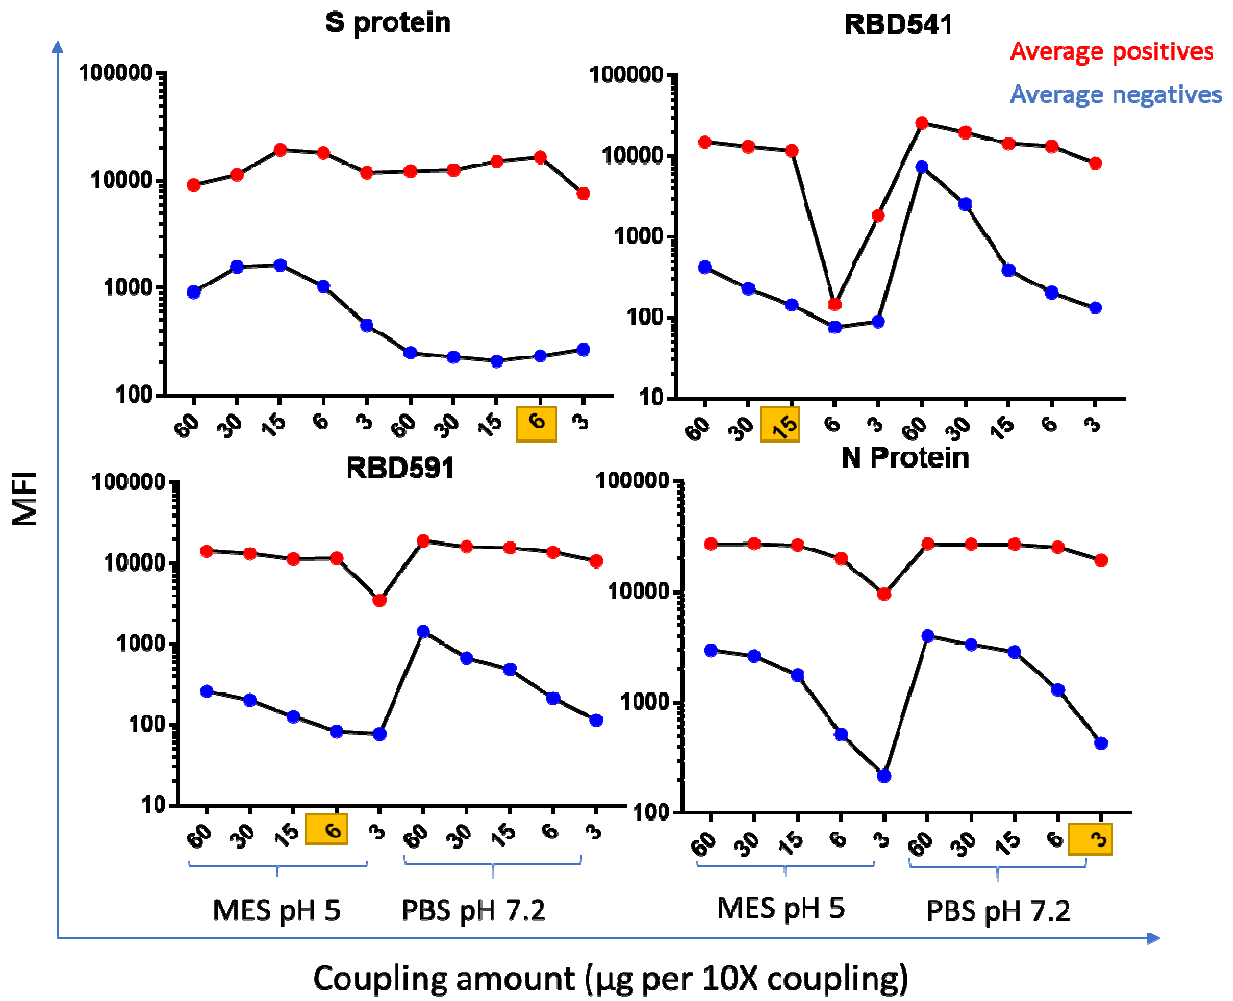 S protein
RBD541
Average positives
Average negatives
100000
10000
1000
100
60 30 15 6 3 60 30 15 6 3
100000
10000
1000
100
10
60 30 15 6 3 60 30 15 6 3
RBD591
N Protein
MFI
100000
10000
1000
100
10
60 30 15 6 3 60 30 15 6 3
100000
10000
1000
100
60 30 15 6 3 60 30 15 6 3
MES pH 5
PBS pH 7.2
MES pH 5
PBS pH 7.2
Coupling amount (µg per 10X coupling)